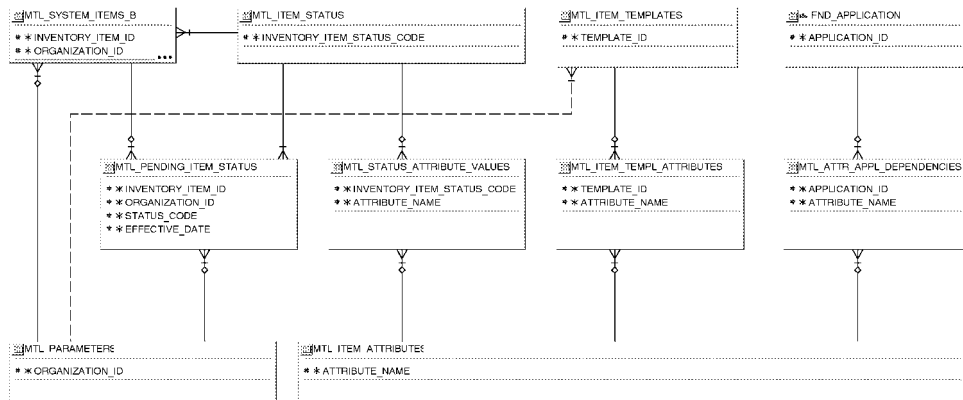 MTL_SYSTEM_ITEMS_B
# * INVENTORY_ITEM_ID
# * ORGANIZATION_ID
MTL_ITEM_STATUS
# * INVENTORY_ITEM_STATUS_CODE
MTL_ITEM_TEMPLATES
# * TEMPLATE_ID
FND_APPLICATION
# * APPLICATION_ID
MTL_PENDING_ITEM_STATUS
# * INVENTORY_ITEM_ID
# * ORGANIZATION_ID
# * STATUS_CODE
# * EFFECTIVE_DATE
MTL_STATUS_ATTRIBUTE_VALUES
# * INVENTORY_ITEM_STATUS_CODE
# * ATTRIBUTE_NAME
MTL_ITEM_TEMPL_ATTRIBUTES
# * TEMPLATE_ID
# * ATTRIBUTE_NAME
MTL_ATTR_APPL_DEPENDENCIES
# * APPLICATION_ID
# * ATTRIBUTE_NAME
MTL_PARAMETERS
# * ORGANIZATION_ID
MTL_ITEM_ATTRIBUTES
# * ATTRIBUTE_NAME